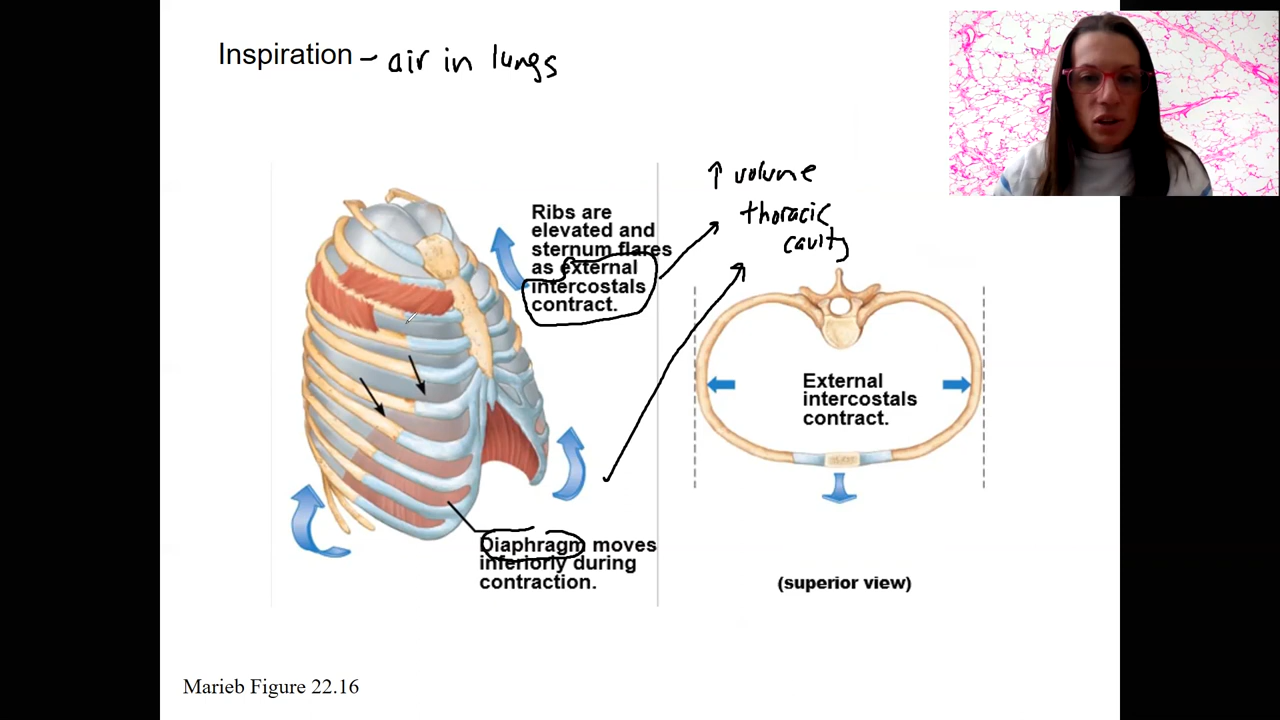 Inspiration – air in lungs
↑ volume
thoracic
cavity
Ribs are
elevated and
sternum flares
as external
intercostals
contract.
External
intercostals
contract.
Diaphragm moves
inferiorly during
contraction.
(superior view)
Marieb Figure 22.16